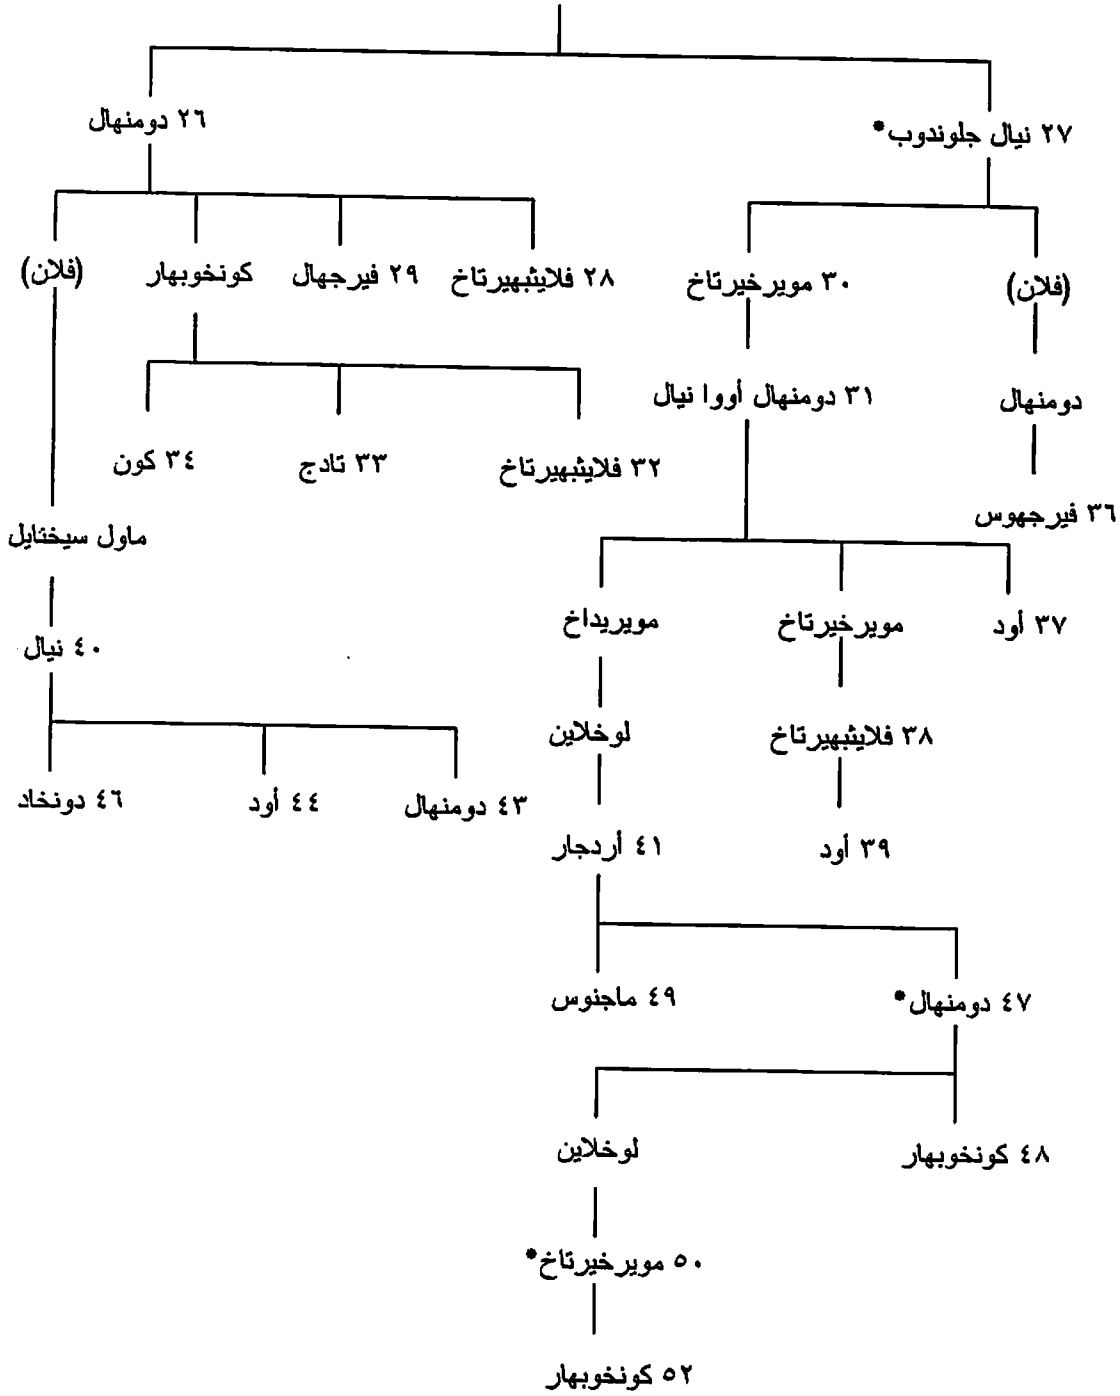 ٢٧ نيال جلوندوب*
٢٦ دومنهال
(فلان)
٣٠ مويرخيرتاخ
٢٨ فلايثبهيرتاخ
٢٩ فيرجهال
كونخوبهار
(فلان)
دومنهال
٣١ دومنهال أووا نيال
٣٢ فلايثبهيرتاخ
٣٣ تادج
٣٤ كون
٣٦ فيرجهوس
ماول سيخنايل
٣٧ أود
مويرخيرتاخ
مويريداخ
٤٠ نيال
٣٨ فلايثبهيرتاخ
لوخلاين
٤٣ دومنهال
٤٤ أود
٤٦ دونخاد
٣٩ أود
٤١ أردجار
٤٧ دومنهال*
٤٩ ماجنوس
٤٨ كونخوبهار
لوخلاين
٥٠ مويرخيرتاخ*
٥٢ كونخوبهار